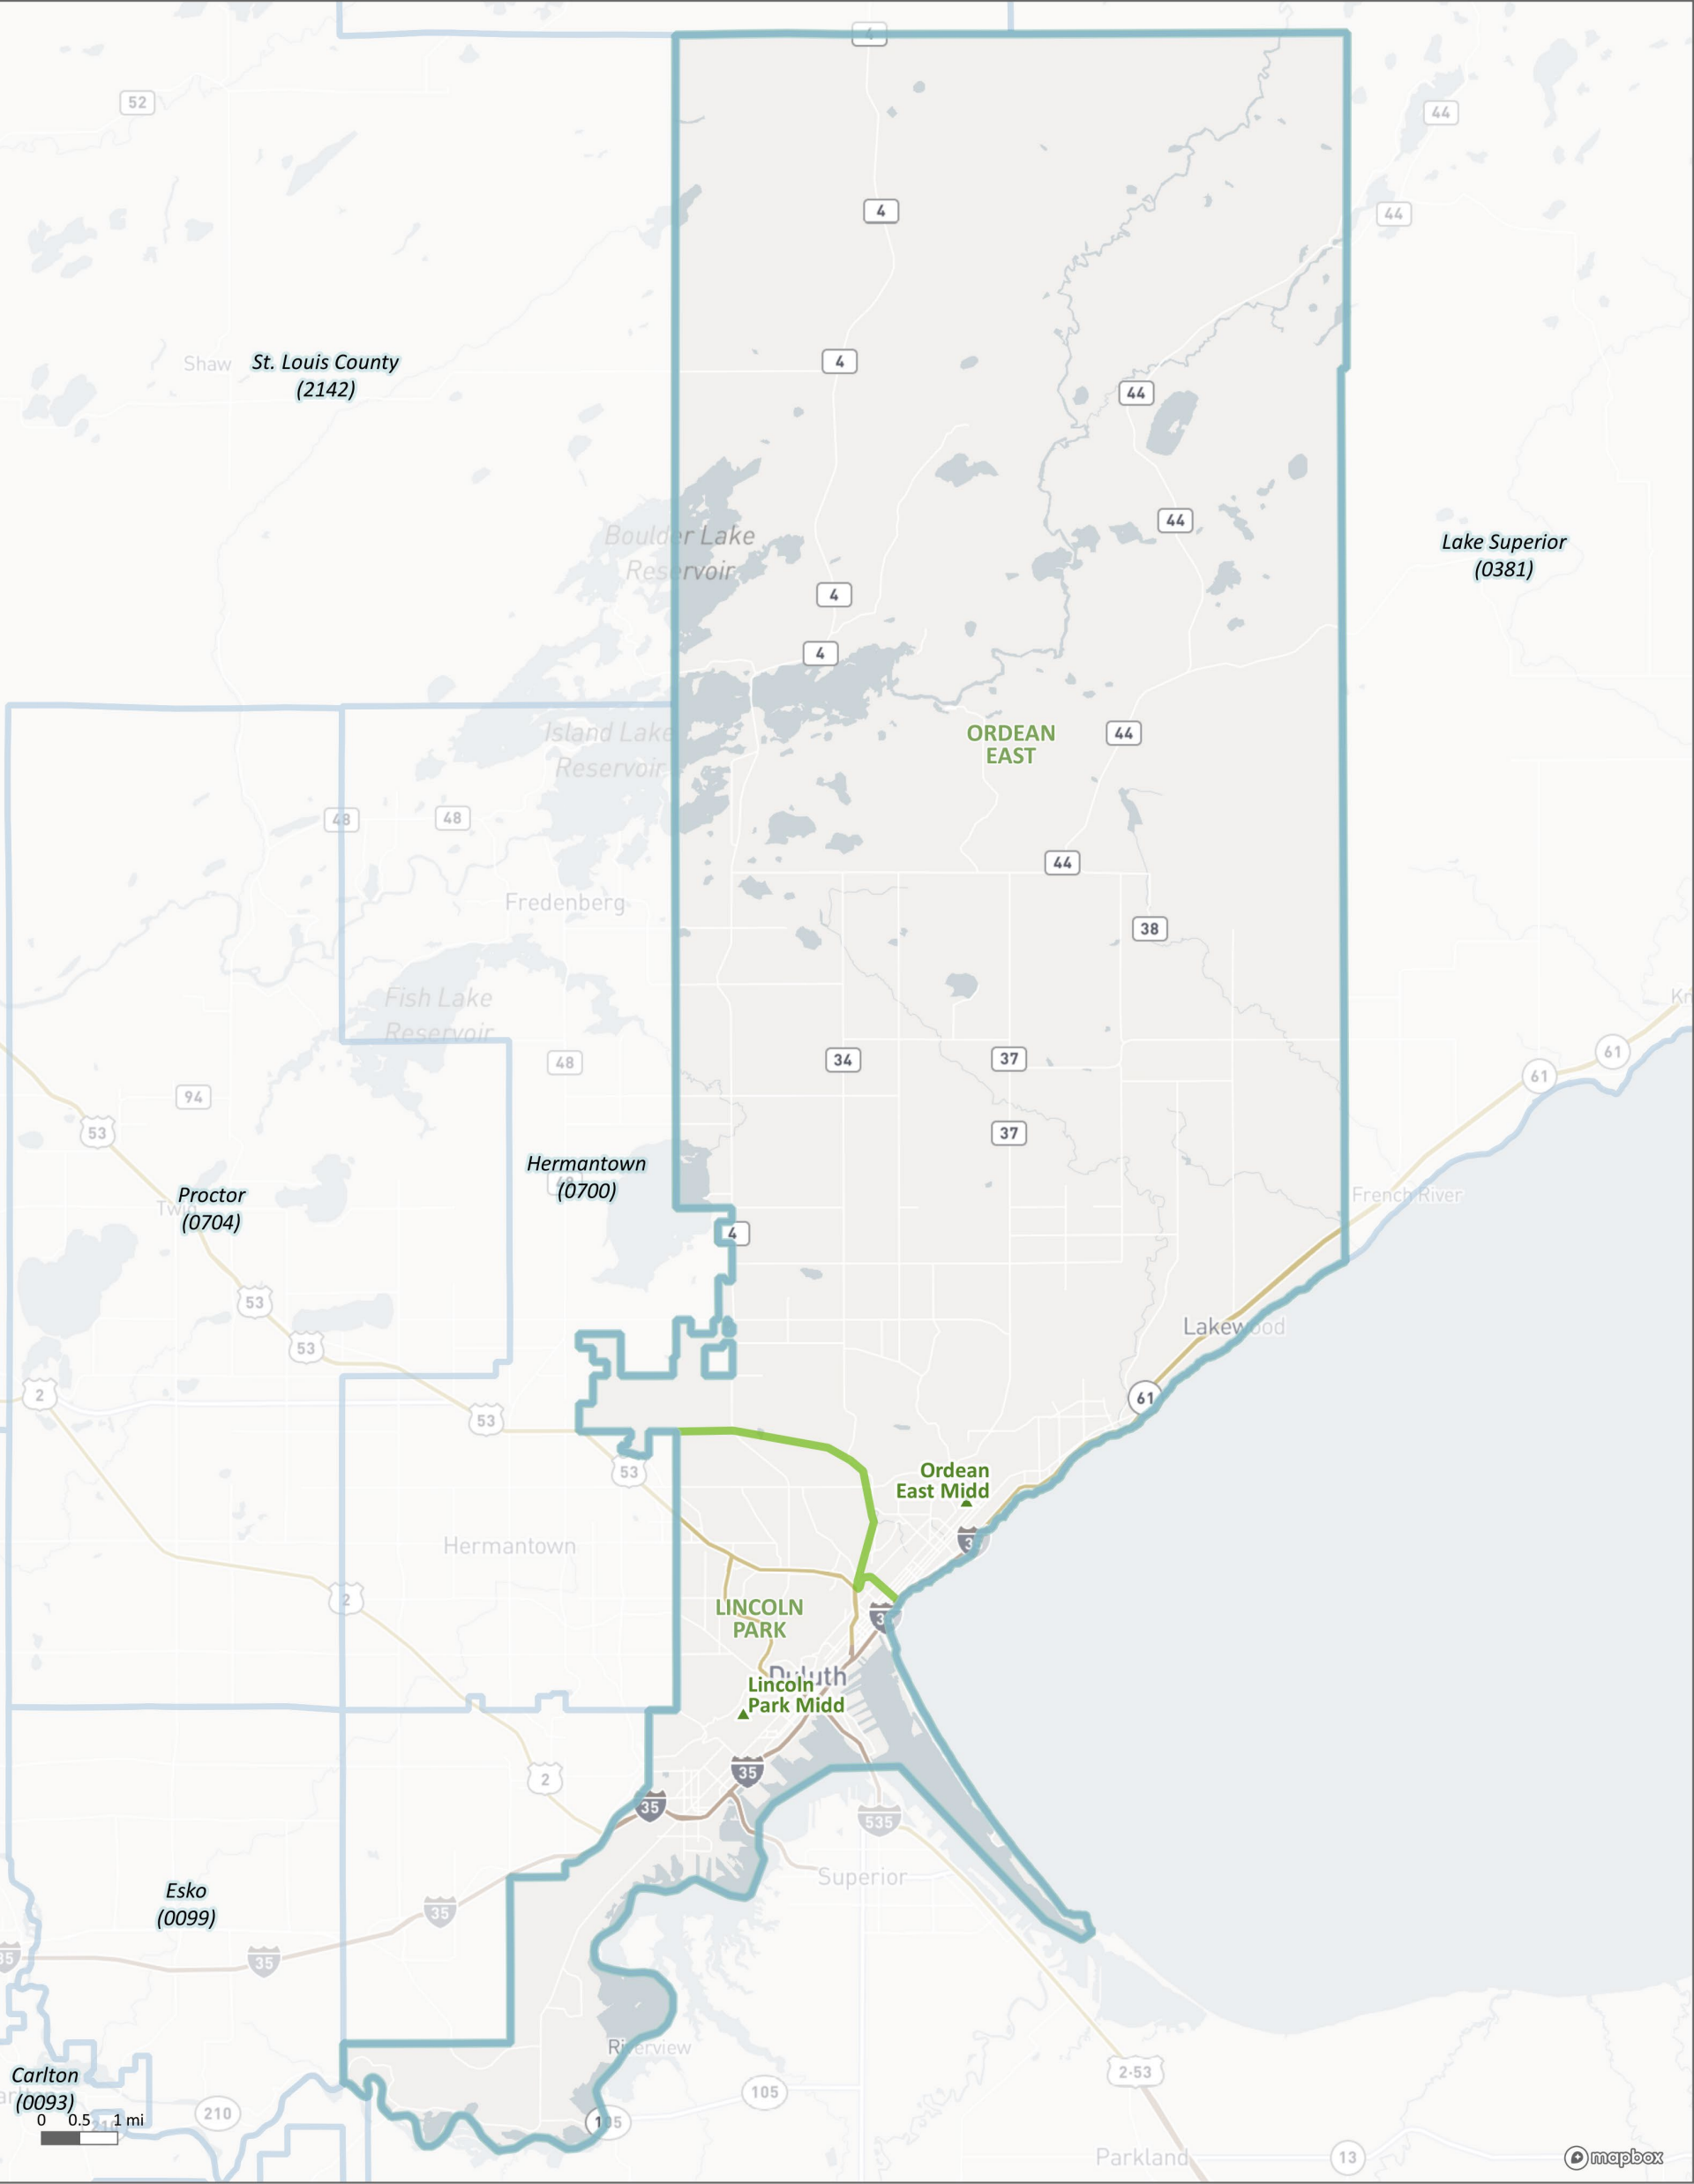 4
52
44
4
44
Shaw
St. Louis County
(2142)
4
44
44
Boulder Lake
Reservoir
Lake Superior
(0381)
4
4
Island Lake
Reservoir
ORDEAN
EAST
44
48
48
44
Fredenberg
38
Fish Lake
Reservoir
48
34
37
61
61
94
53
37
Hermantown
(0700)
Proctor
(0704)
French River
4
53
Lakewood
53
2
53
61
53
Ordean
East Midd
Hermantown
2
LINCOLN
PARK
Duluth
Lincoln
Park Midd
35
2
35
535
Superior
Esko
(0099)
35
35
35
Riverview
Carlton
(0093)
2-53
105
210
105
0 0.5 1 mi
Parkland
13
mapbox